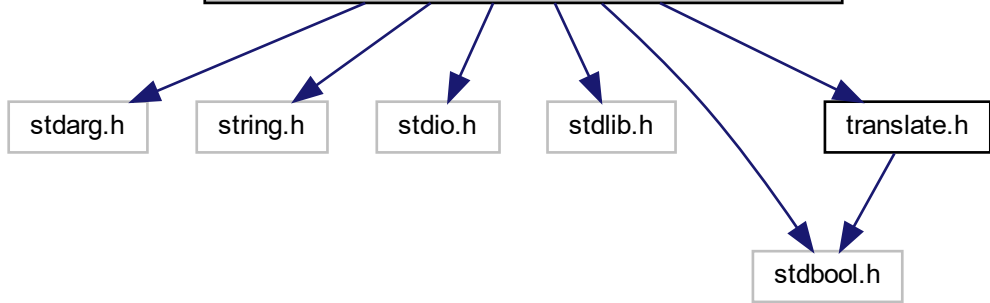 stdarg.h
string.h
stdio.h
stdlib.h
translate.h
stdbool.h